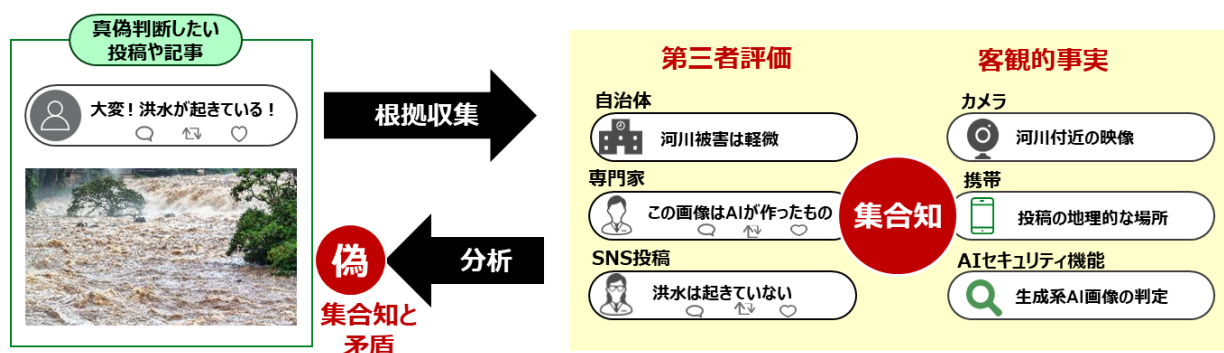 真偽判断したい
投稿や記事
大変！洪水が起きている！
根拠収集
分析
偽
集合知と
矛盾
第三者評価
自治体
河川被害は軽微
専門家
この画像はAIが作ったもの
SNS投稿
洪水は起きていない
集合知
客観的事実
カメラ
河川付近の映像
携帯
投稿の地理的な場所
AIセキュリティ機能
生成系AI画像の判定